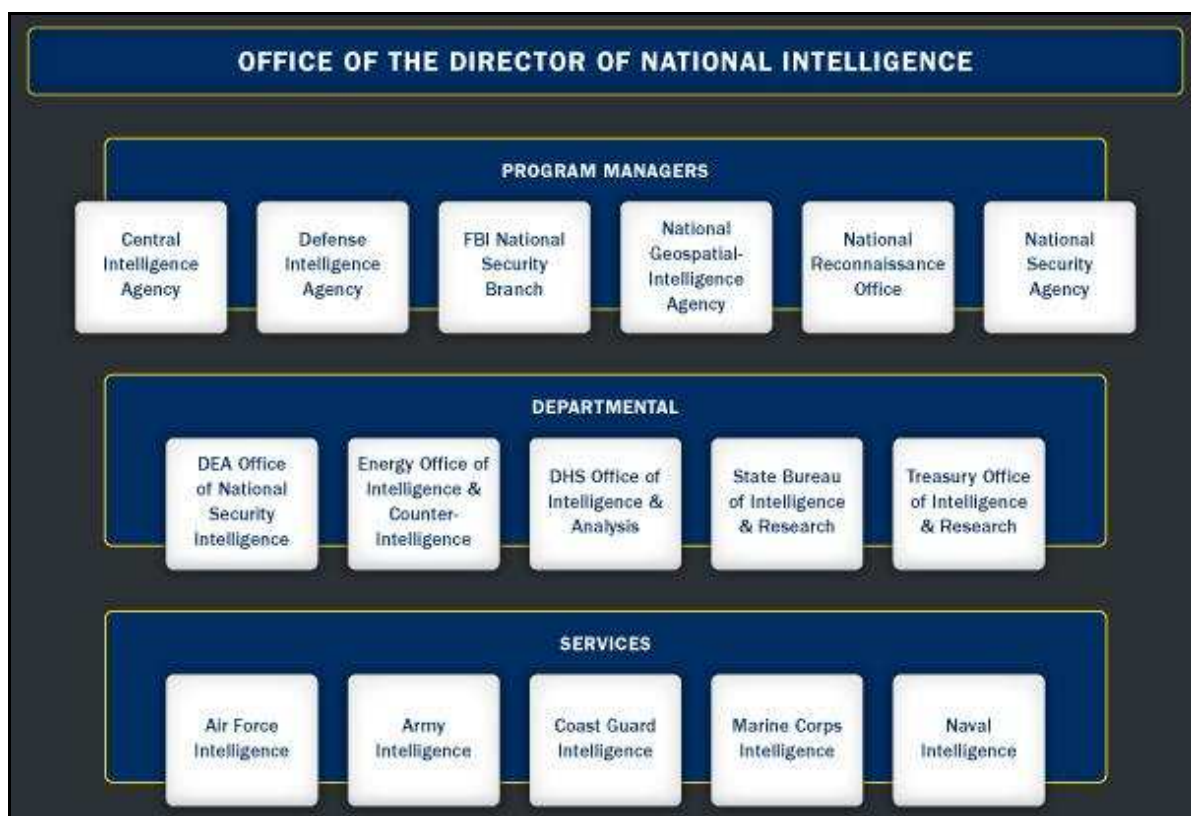 OFFICE OF THE DIRECTOR OF NATIONAL INTELLIGENCE
PROGRAM MANAGERS
Central
Intelligence
Agency
Defense
Intelligence
Agency
FBI National
Security
Branch
National
Geospatial-
Intelligence
Agency
National
Reconnaissance
Office
National
Security
Agency
DEPARTMENTAL
DEA Office
of National
Security
Intelligence
Energy Office of
Intelligence &
Counter-
Intelligence
DHS Office of
Intelligence &
Analysis
State Bureau
of Intelligence
& Research
Treasury Office
of Intelligence
& Research
SERVICES
Air Force
Intelligence
Army
Intelligence
Coast Guard
Intelligence
Marine Corps
Intelligence
Naval
Intelligence